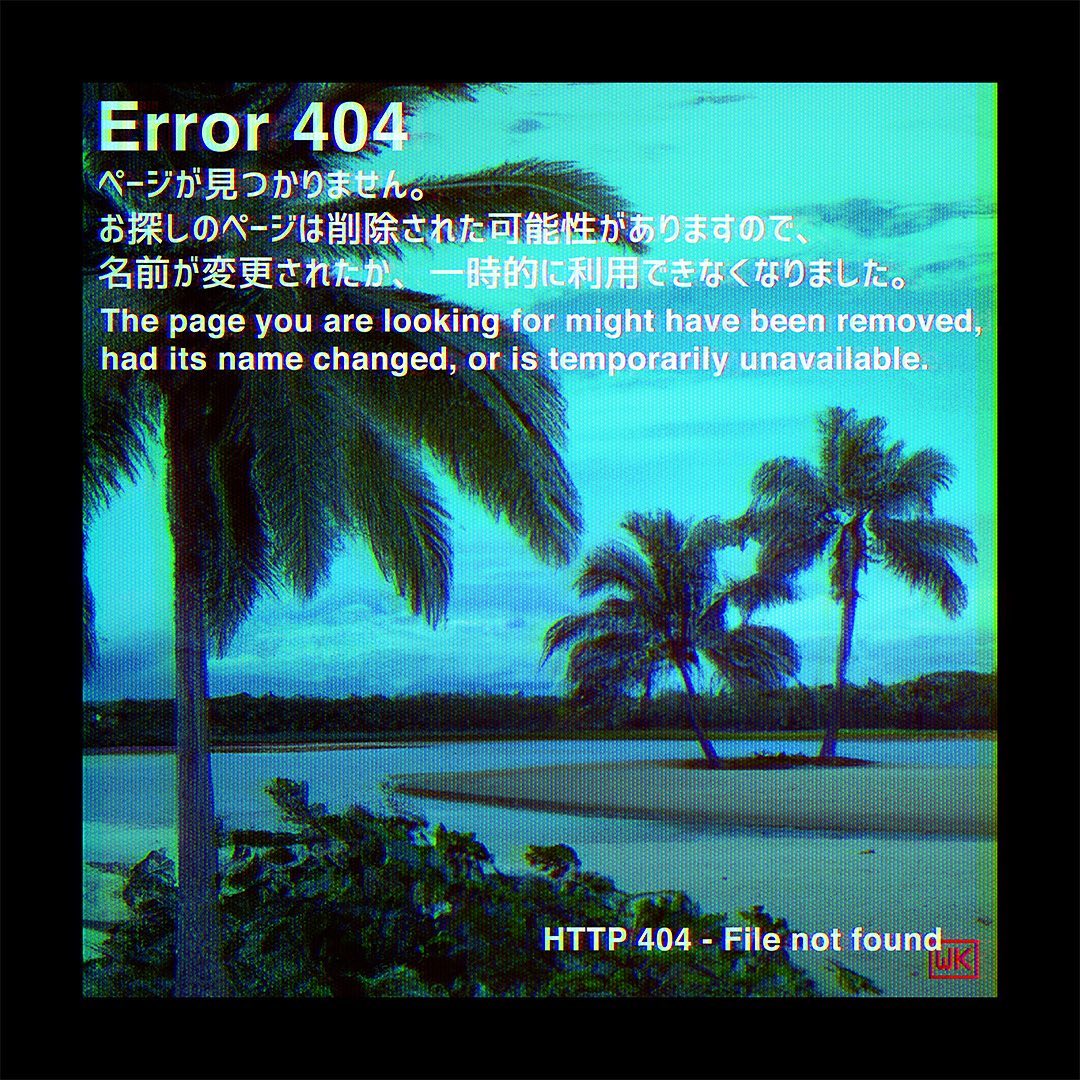 Error 404
ページが見つかりません。
お探しのページは削除された可能性がありますので、
名前が変更されたか、一時的に利用できなくなりました。
The page you are looking for might have been removed,
had its name changed, or is temporarily unavailable.
HTTP 404 - File not found
WK